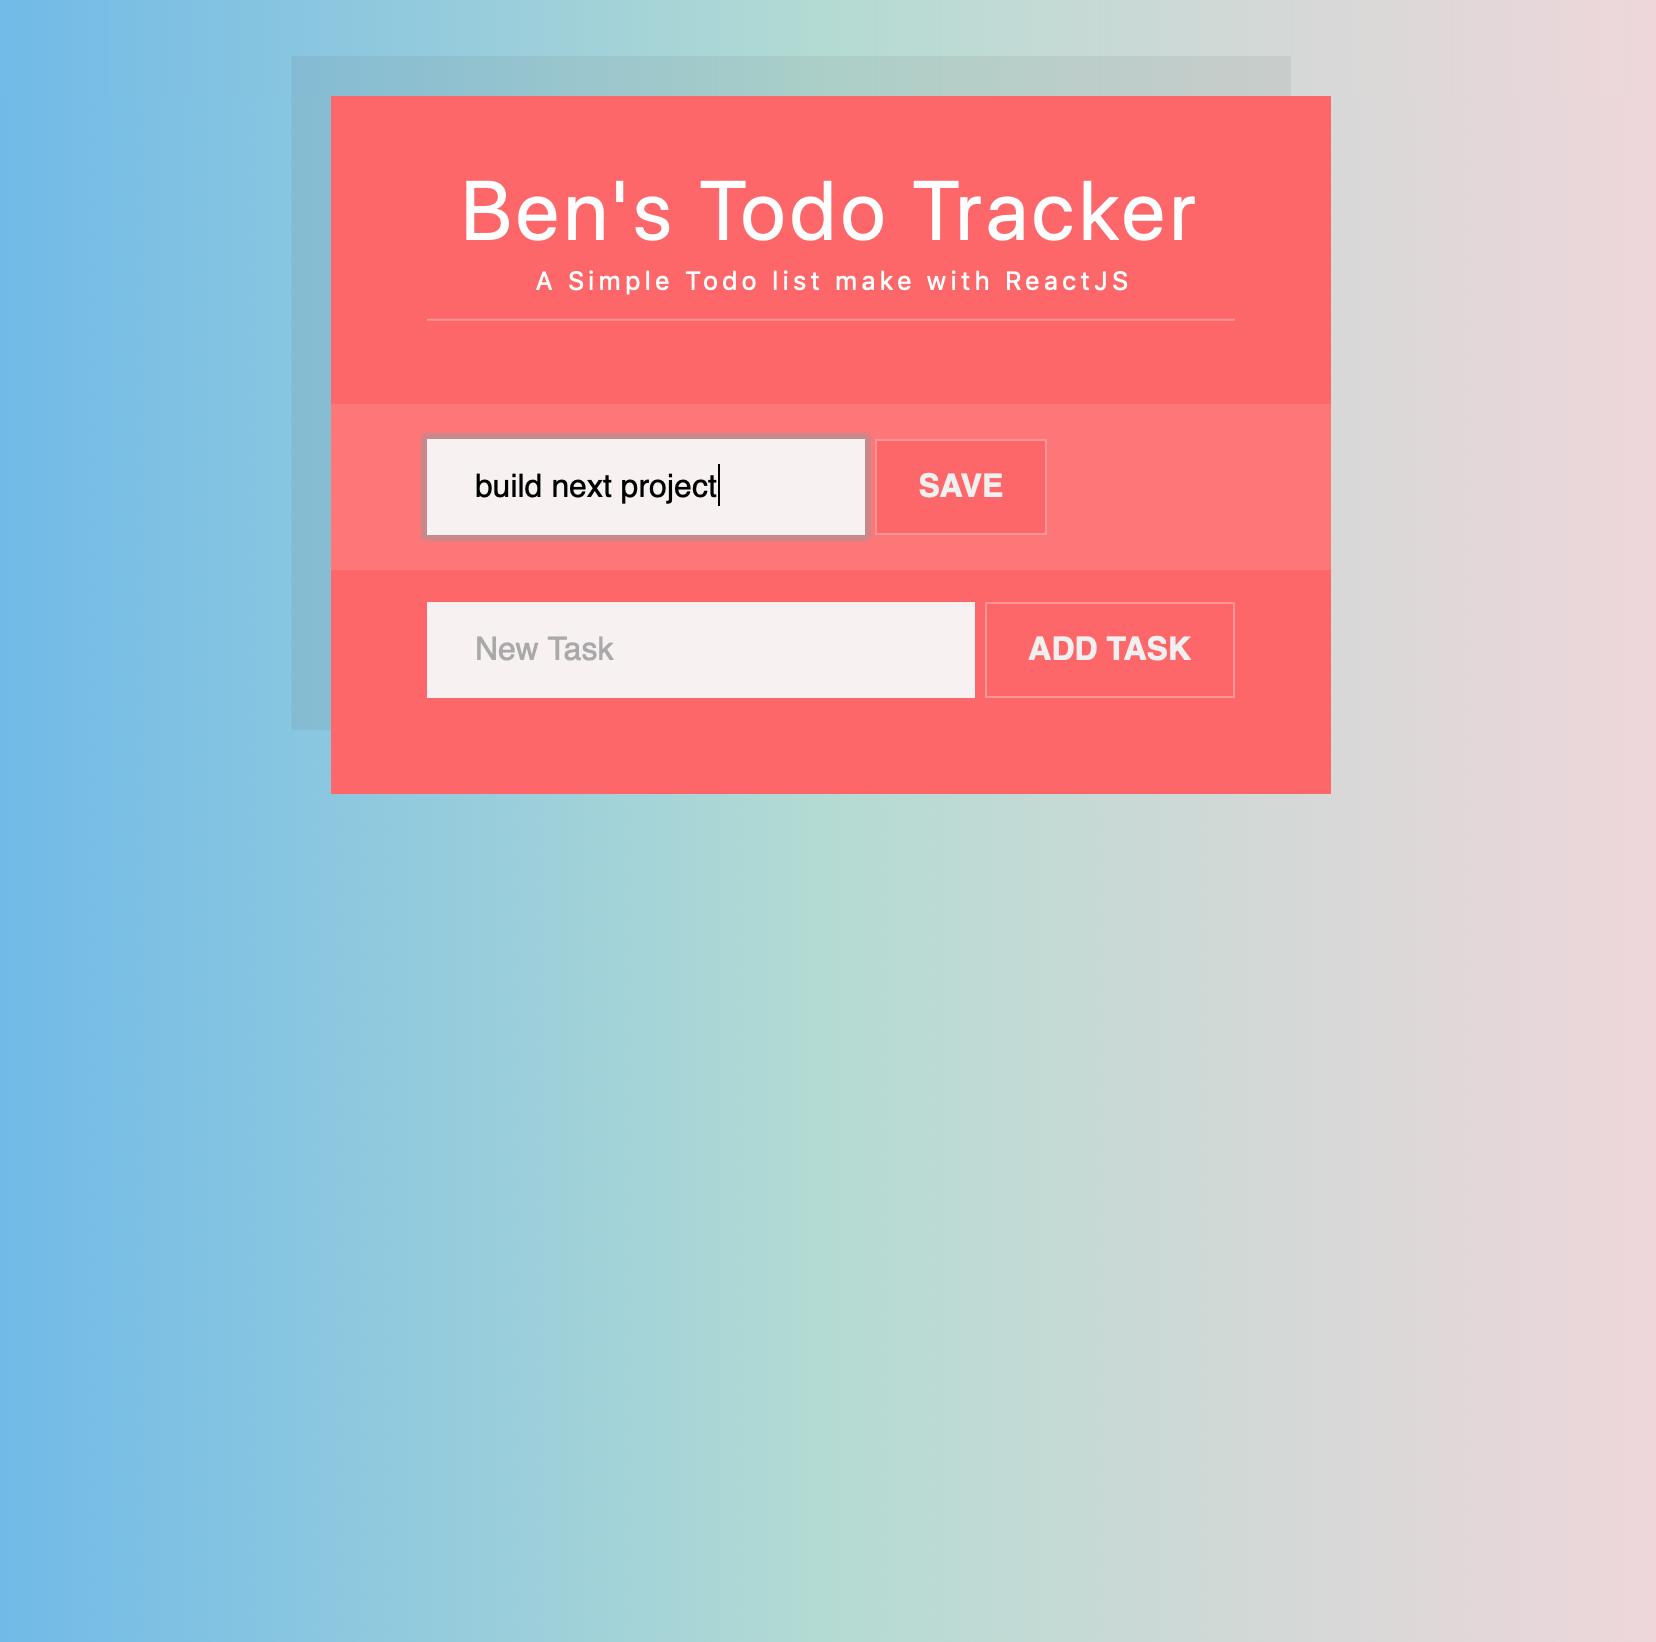 Ben's Todo Tracker
A Simple Todo list make with ReactJS
build next project
SAVE
New Task
ADD TASK